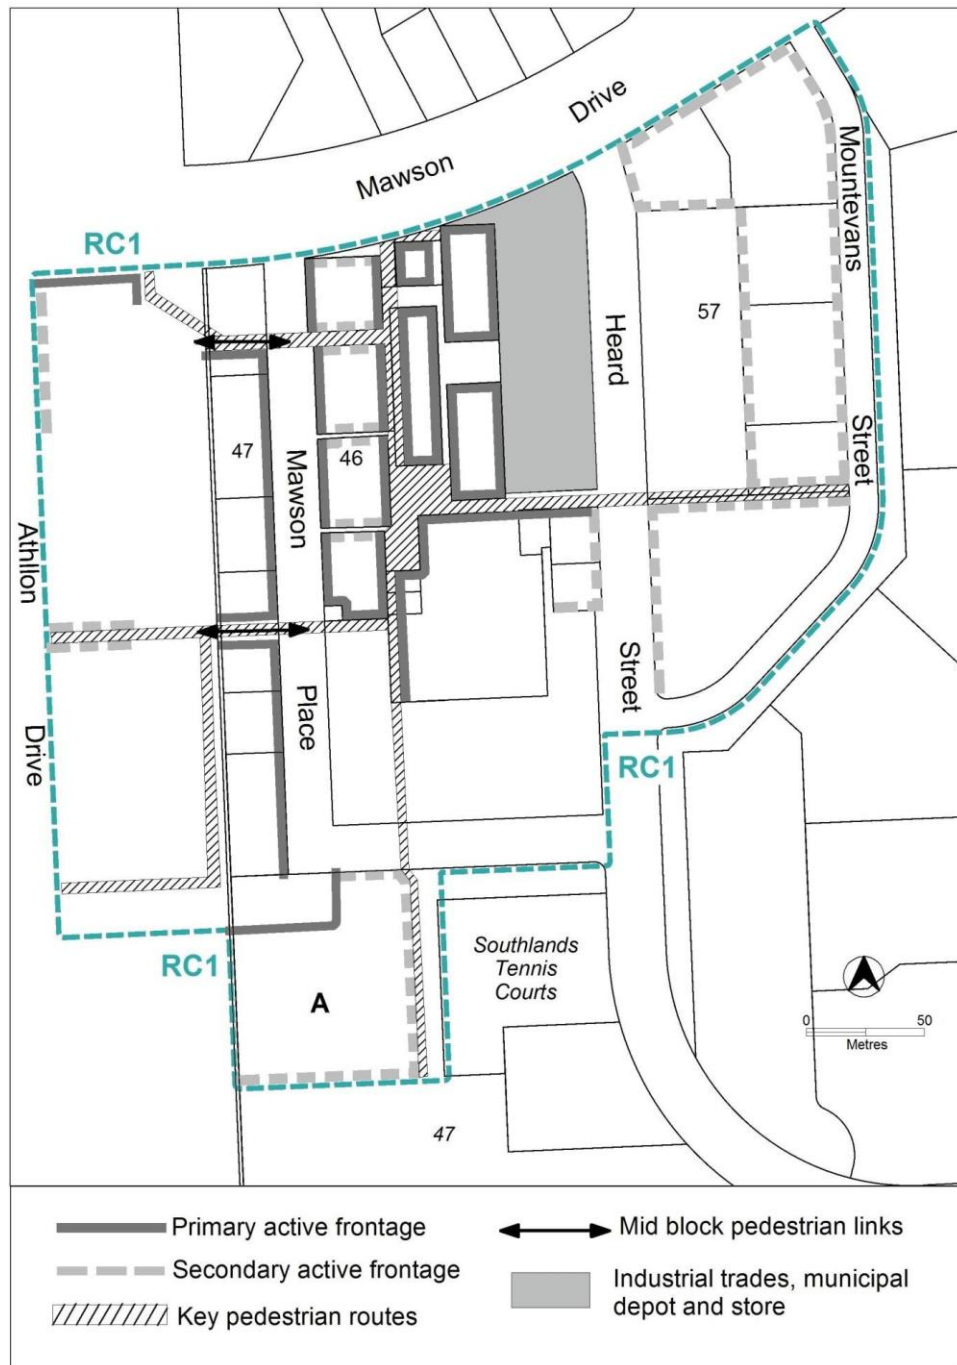 Drive
Mawson
Mountevans
RC1
57
Heard
Street
47
46
Mawson
Athllon
Street
Place
Drive
RC1
RC1
Southlands
Tennis
Courts
A
0 50
Metres
47
Primary active frontage
Mid block pedestrian links
Secondary active frontage
Industrial trades, municipal
depot and store
Key pedestrian routes